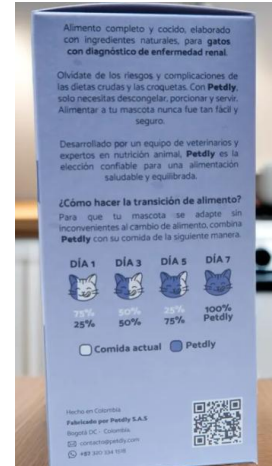 Alimento completo y cocido, elaborado
con ingredientes naturales, para gatos
con diagnóstico de enfermedad renal.
Olvidate de los riesgos y complicaciones de
las dietas crudas y las croquetas. Con Petdly,
solo necesitas descongelar, porcionar y servir.
Alimentar a tu mascota nunca fue tan fácil y
seguro.
Desarrollado por un equipo de veterinarios y
expertos en nutrición animal, Petdly es la
elección confiable para una alimentación
saludable y equilibrada.
¿Cómo hacer la transición de alimento?
Para que tu mascota se adapte sin
inconvenientes al cambio de alimento, combina
Petdly con su comida de la siguiente manera.
DÍA 1 DÍA 3 DÍA 5 DÍA 7
75% 50% 25% 100%
25% 50% 75% Petdly
Comida actual Petdly
Hecho en Colombia
Fabricado por Petdly S.A.S
Bogotá DC - Colombia
contacto@petdly.com